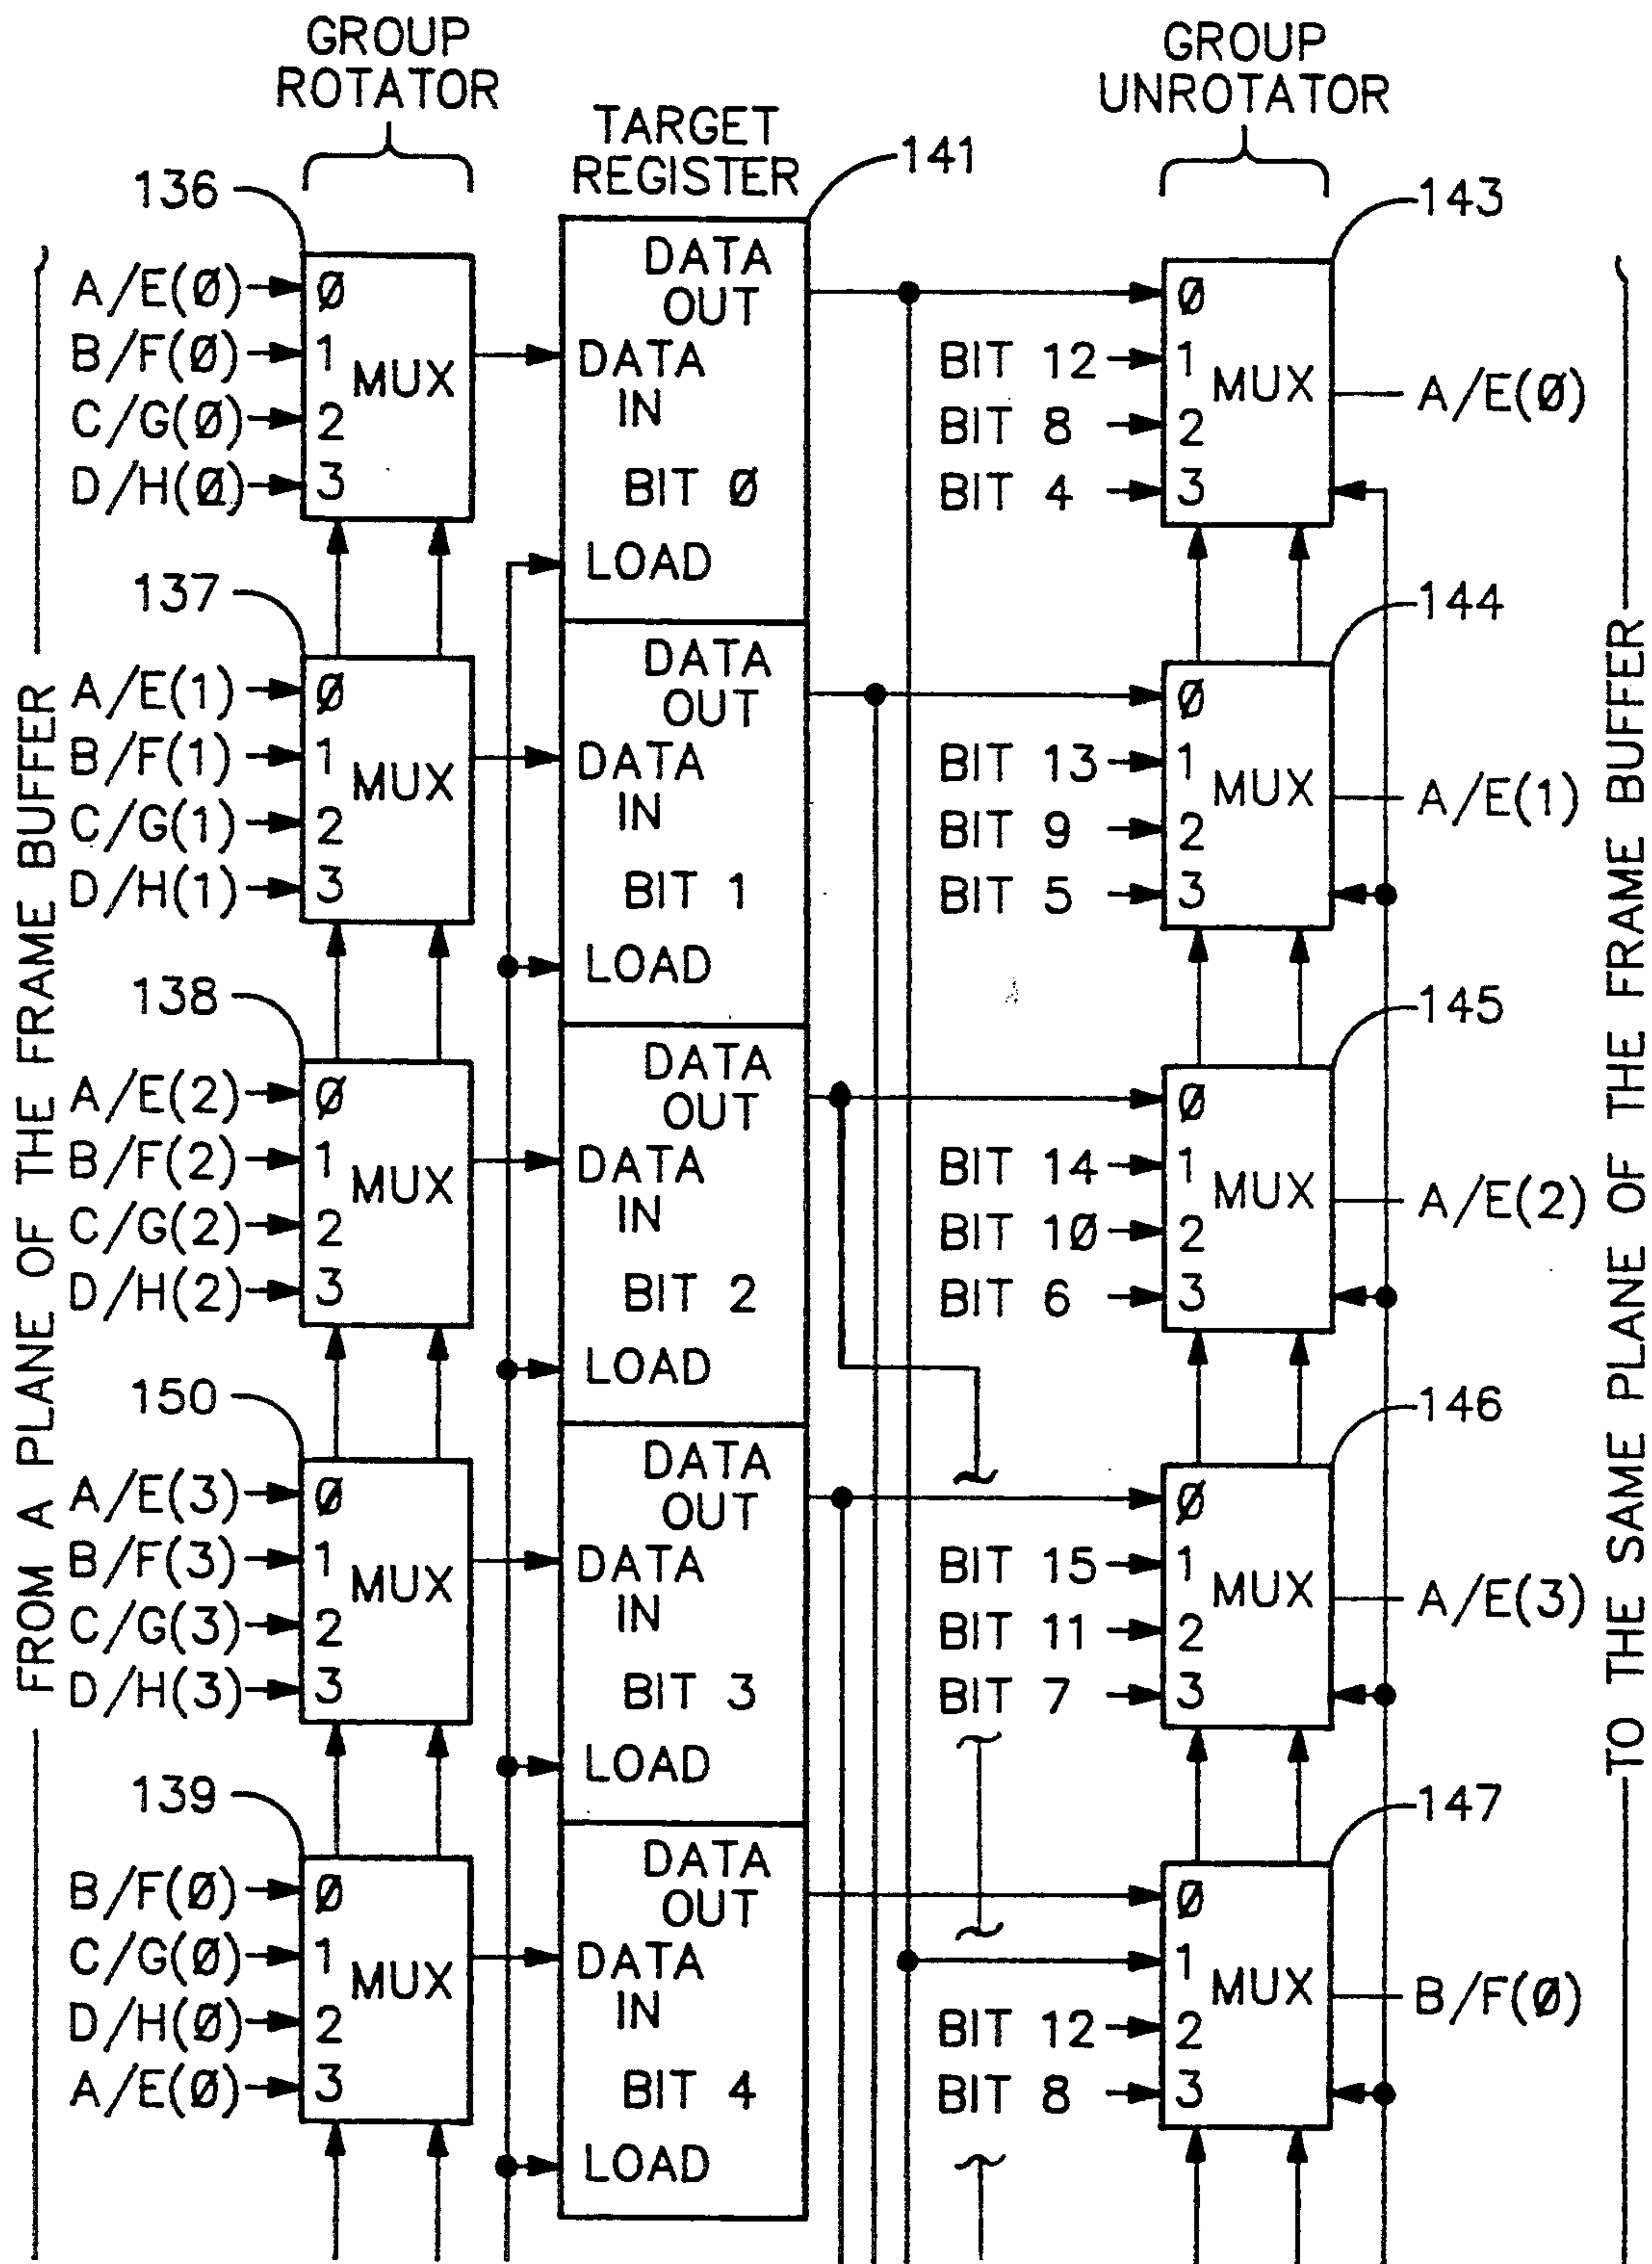 GROUP
ROTATOR
TARGET
REGISTER
GROUP
UNROTATOR
141
136
143
A/E(Ø)
B/F(Ø)
C/G(Ø)
D/H(Ø)
Ø
1
2
3
MUX
DATA
OUT
DATA
IN
BIT Ø
LOAD
BIT 12
BIT 8
BIT 4
Ø
1
2
3
MUX
A/E(Ø)
137
144
A/E(1)
B/F(1)
C/G(1)
D/H(1)
Ø
1
2
3
MUX
DATA
OUT
DATA
IN
BIT 1
LOAD
BIT 13
BIT 9
BIT 5
Ø
1
2
3
MUX
A/E(1)
138
145
A/E(2)
B/F(2)
C/G(2)
D/H(2)
Ø
1
2
3
MUX
DATA
OUT
DATA
IN
BIT 2
LOAD
BIT 14
BIT 1Ø
BIT 6
Ø
1
2
3
MUX
A/E(2)
150
146
A/E(3)
B/F(3)
C/G(3)
D/H(3)
Ø
1
2
3
MUX
DATA
OUT
DATA
IN
BIT 3
LOAD
BIT 15
BIT 11
BIT 7
Ø
1
2
3
MUX
A/E(3)
139
147
B/F(Ø)
C/G(Ø)
D/H(Ø)
A/E(Ø)
Ø
1
2
3
MUX
DATA
OUT
DATA
IN
BIT 4
LOAD
BIT 12
BIT 8
Ø
1
2
3
MUX
B/F(Ø)
FROM A PLANE OF THE FRAME BUFFER
TO THE SAME PLANE OF THE FRAME BUFFER